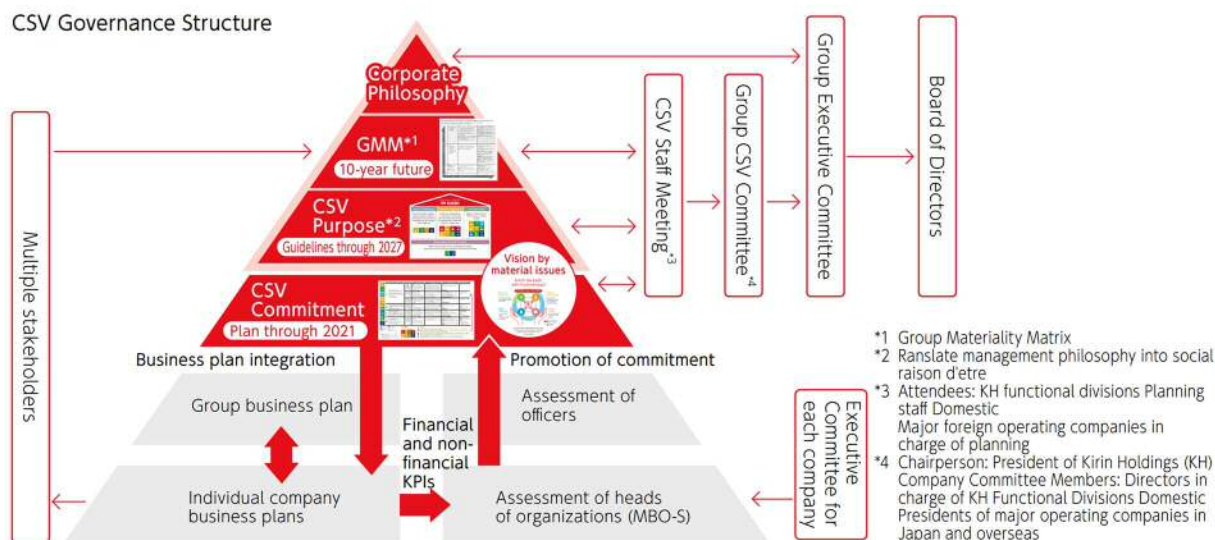 CSV Governance Structure
Multiple stakeholders
Corporate
Philosophy
GMM*1
10-year future
CSV
Purpose*2
Guidelines through 2027
Vision by
material issues
CSV
Commitment
Plan through 2021
CSV Staff Meeting*3
Group CSV Committee*4
Group Executive Committee
Board of Directors
Business plan integration
Promotion of commitment
Group business plan
Assessment of
officers
Financial and non-
financial
KPIs
Individual company
business plans
Assessment of heads
of organizations (MBO-S)
Executive
Committee for
each company
*1 Group Materiality Matrix
*2 Ranslate management philosophy into social
raison d'etre
*3 Attendees: KH functional divisions Planning
staff Domestic
Major foreign operating companies in
charge of planning
*4 Chairperson: President of Kirin Holdings (KH)
Company Committee Members: Directors in
charge of KH Functional Divisions Domestic
Presidents of major operating companies in
Japan and overseas